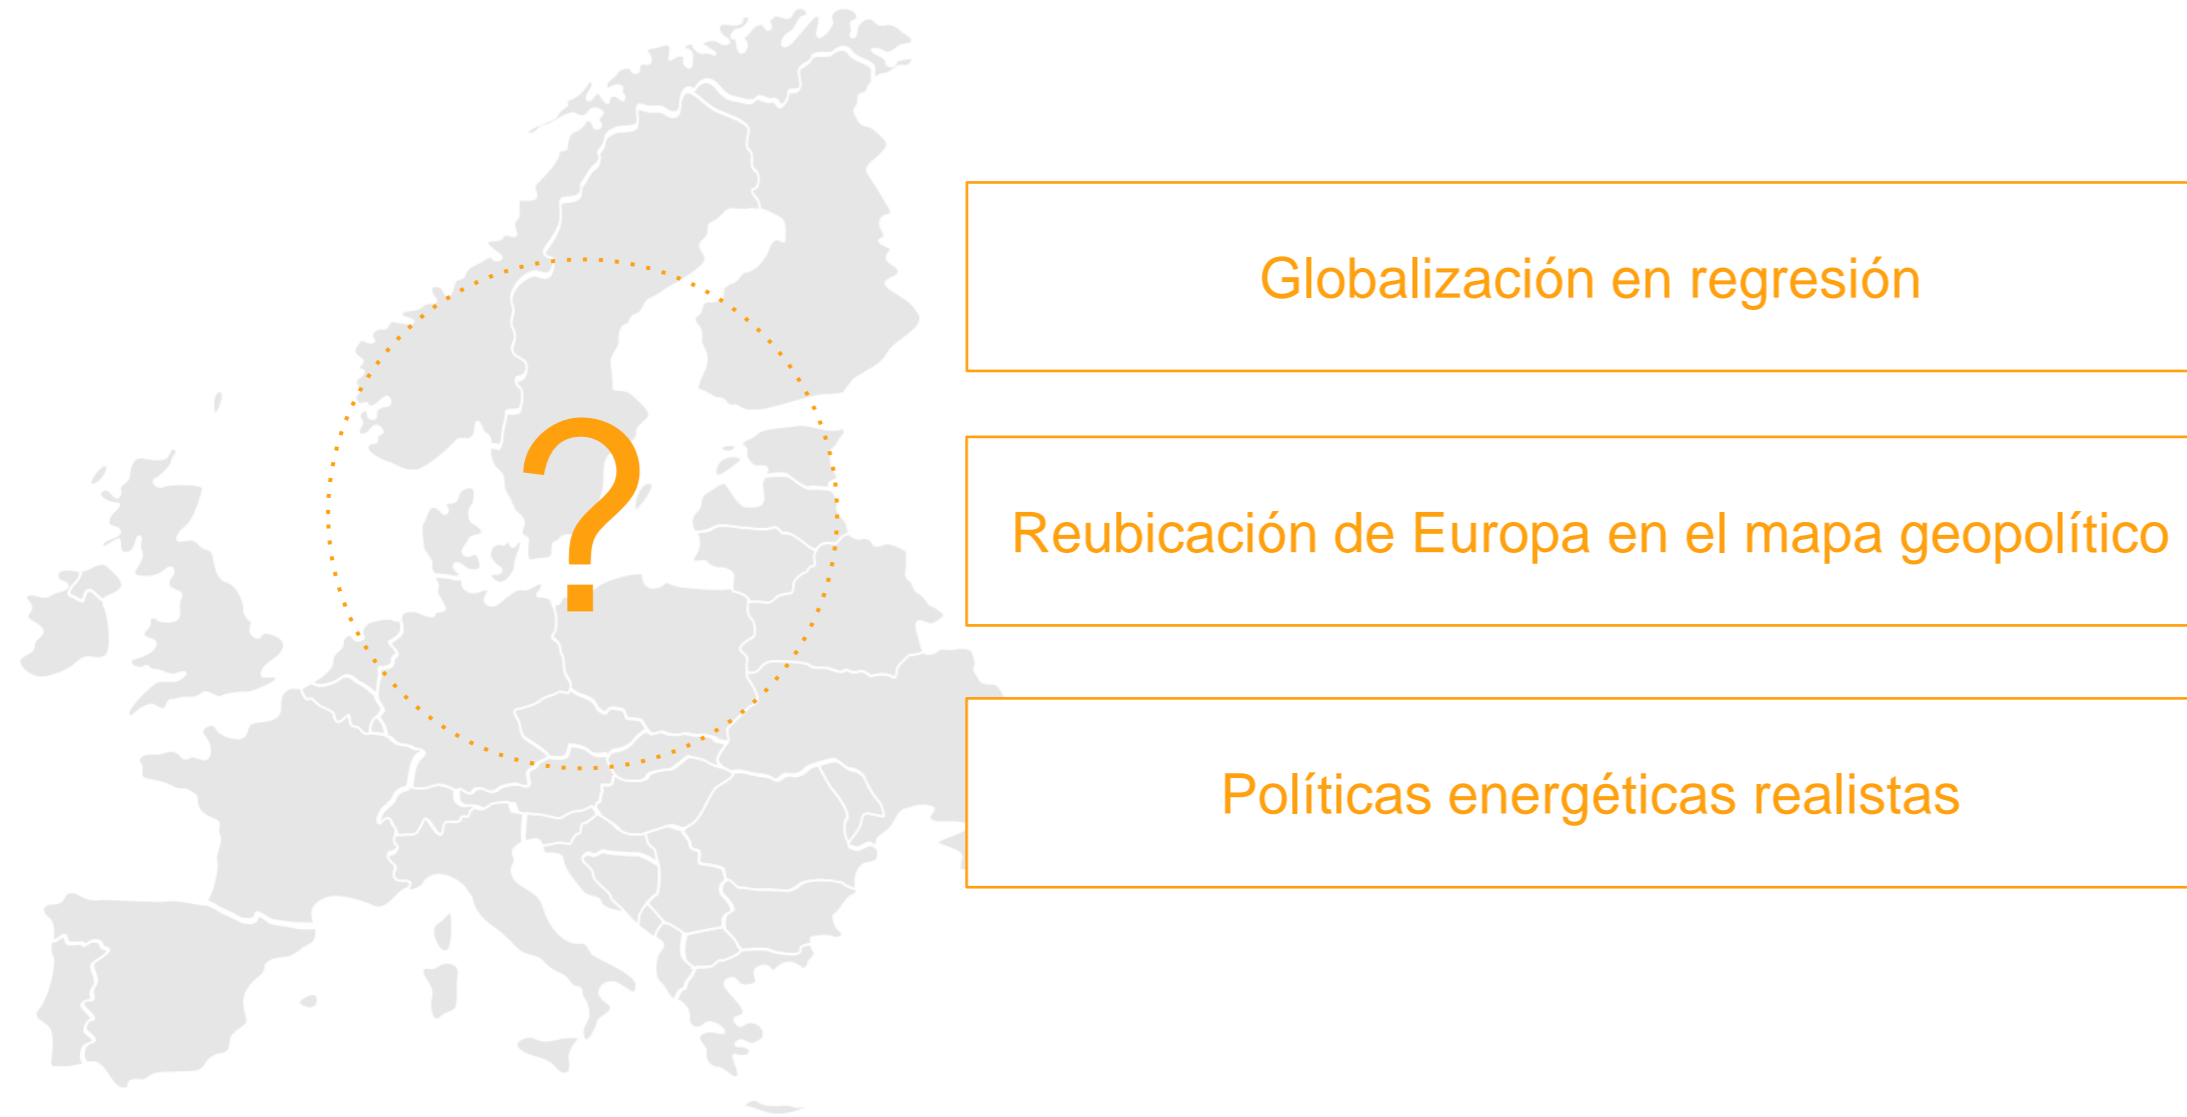 ?
Globalización en regresión
Reubicación de Europa en el mapa geopolítico
Políticas energéticas realistas